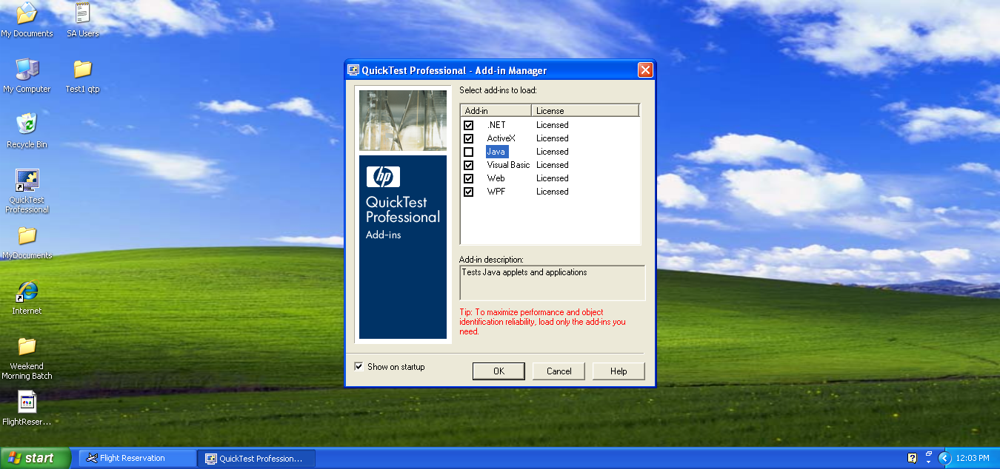 My Documents
SA Users
My Computer
Test1 qtp
Recycle Bin
QuickTest
Professional
MyDocuments
Internet
Weekend
Morning Batch
FlightReser...
QuickTest Professional - Add-in Manager
hp
QuickTest
Professional
Add-ins
Select add-ins to load:
Add-in License
.NET Licensed
ActiveX Licensed
Java Licensed
Visual Basic Licensed
Web Licensed
WPF Licensed
Add-in description:
Tests Java applets and applications
Tip: To maximize performance and object
identification reliability, load only the add-ins you
need.
Show on startup
OK Cancel Help
start Flight Reservation QuickTest Profession... 12:03 PM